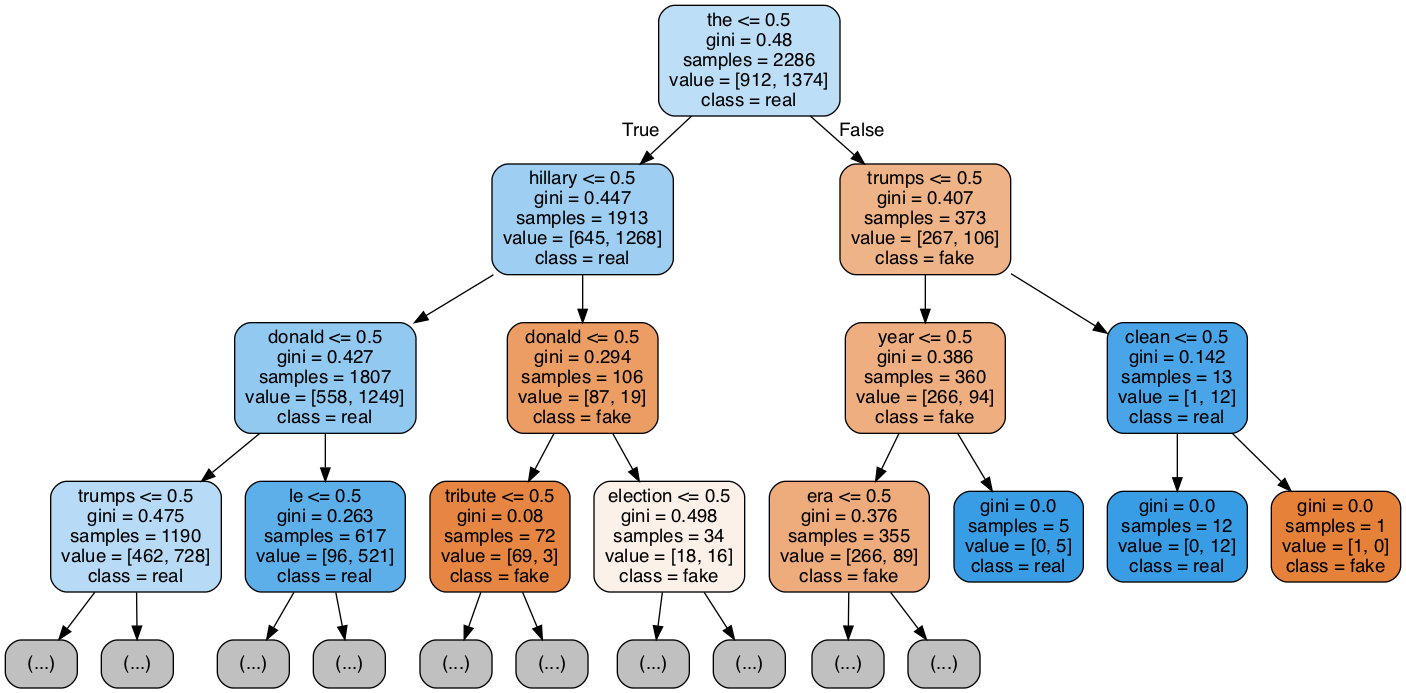 the <= 0.5
gini = 0.48
samples = 2286
value = [912, 1374]
class = real
True
False
hillary <= 0.5
gini = 0.447
samples = 1913
value = [645, 1268]
class = real
trumps <= 0.5
gini = 0.407
samples = 373
value = [267, 106]
class = fake
donald <= 0.5
gini = 0.427
samples = 1807
value = [558, 1249]
class = real
donald <= 0.5
gini = 0.294
samples = 106
value = [87, 19]
class = fake
year <= 0.5
gini = 0.386
samples = 360
value = [266, 94]
class = fake
clean <= 0.5
gini = 0.142
samples = 13
value = [1, 12]
class = real
trumps <= 0.5
gini = 0.475
samples = 1190
value = [462, 728]
class = real
le <= 0.5
gini = 0.263
samples = 617
value = [96, 521]
class = real
tribute <= 0.5
gini = 0.08
samples = 72
value = [69, 3]
class = fake
election <= 0.5
gini = 0.498
samples = 34
value = [18, 16]
class = fake
era <= 0.5
gini = 0.376
samples = 355
value = [266, 89]
class = fake
gini = 0.0
samples = 5
value = [0, 5]
class = real
gini = 0.0
samples = 12
value = [0, 12]
class = real
gini = 0.0
samples = 1
value = [1, 0]
class = fake
(...)
(...)
(...)
(...)
(...)
(...)
(...)
(...)
(...)
(...)